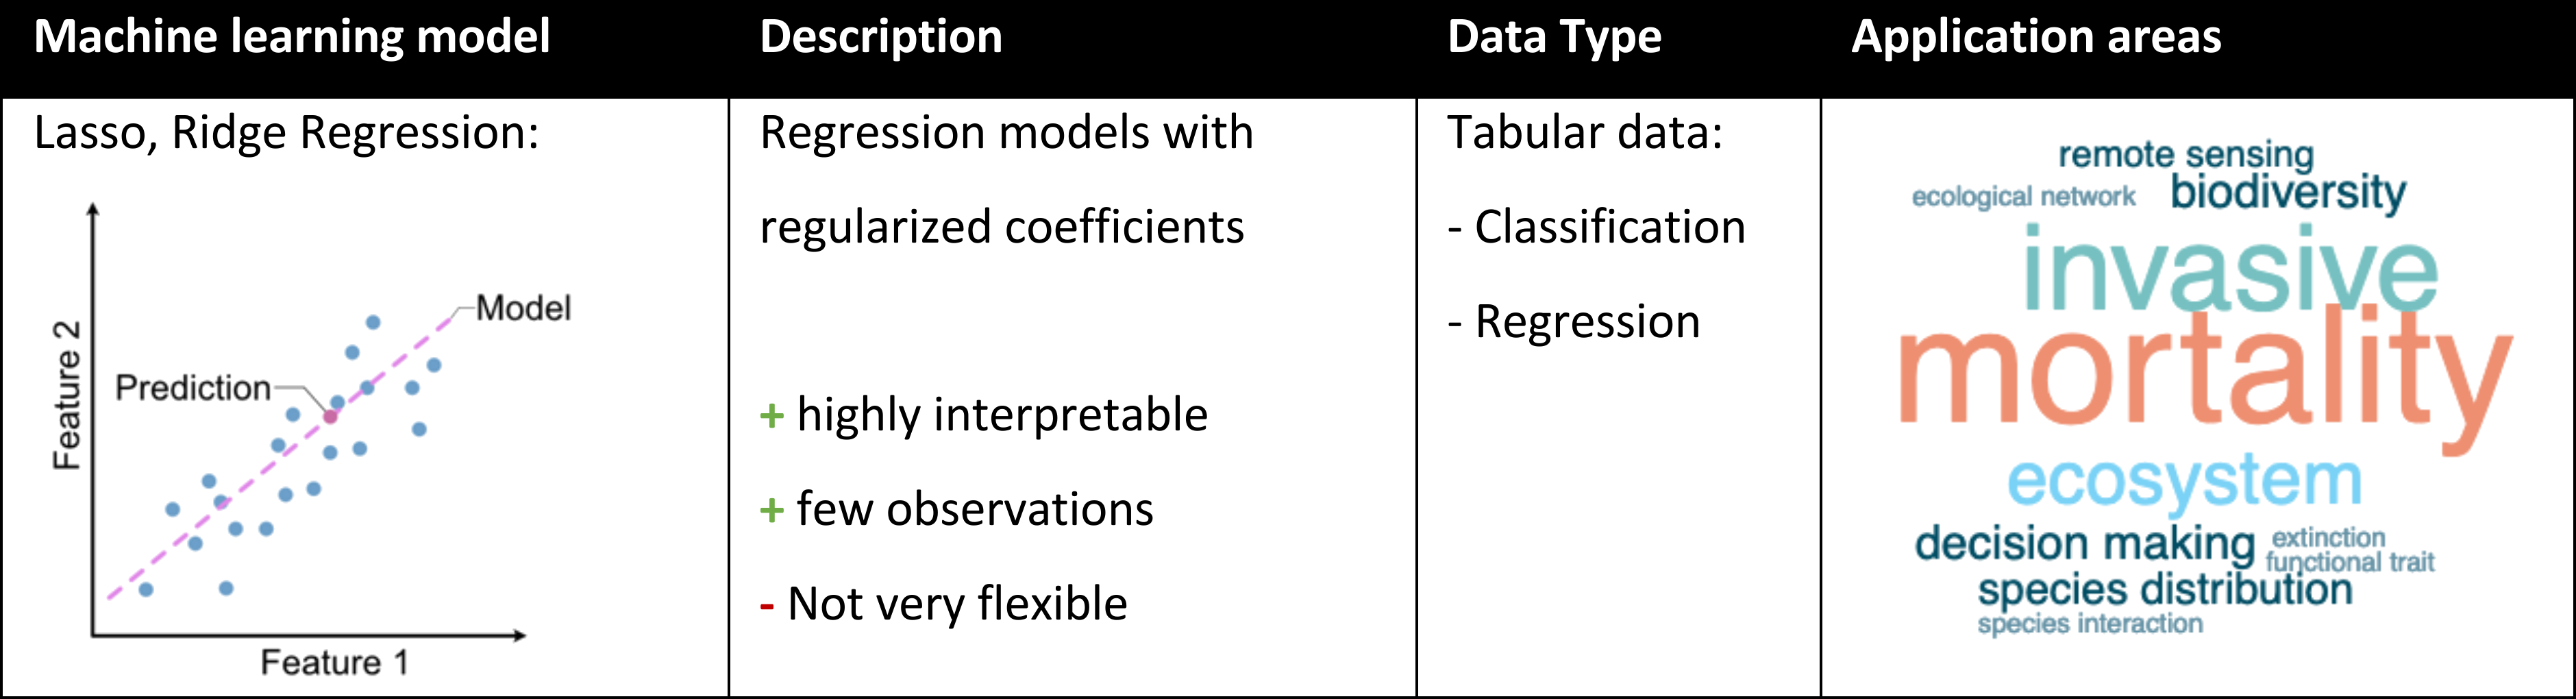 Machine learning model
Description
Data Type
Application areas
Lasso, Ridge Regression:
Model
Prediction
Feature 2
Feature 1
Regression models with
regularized coefficients
+ highly interpretable
+ few observations
- Not very flexible
Tabular data:
- Classification
- Regression
remote sensing
ecological network biodiversity
invasive
mortality
ecosystem
decision making extinction
functional trait
species distribution
species interaction